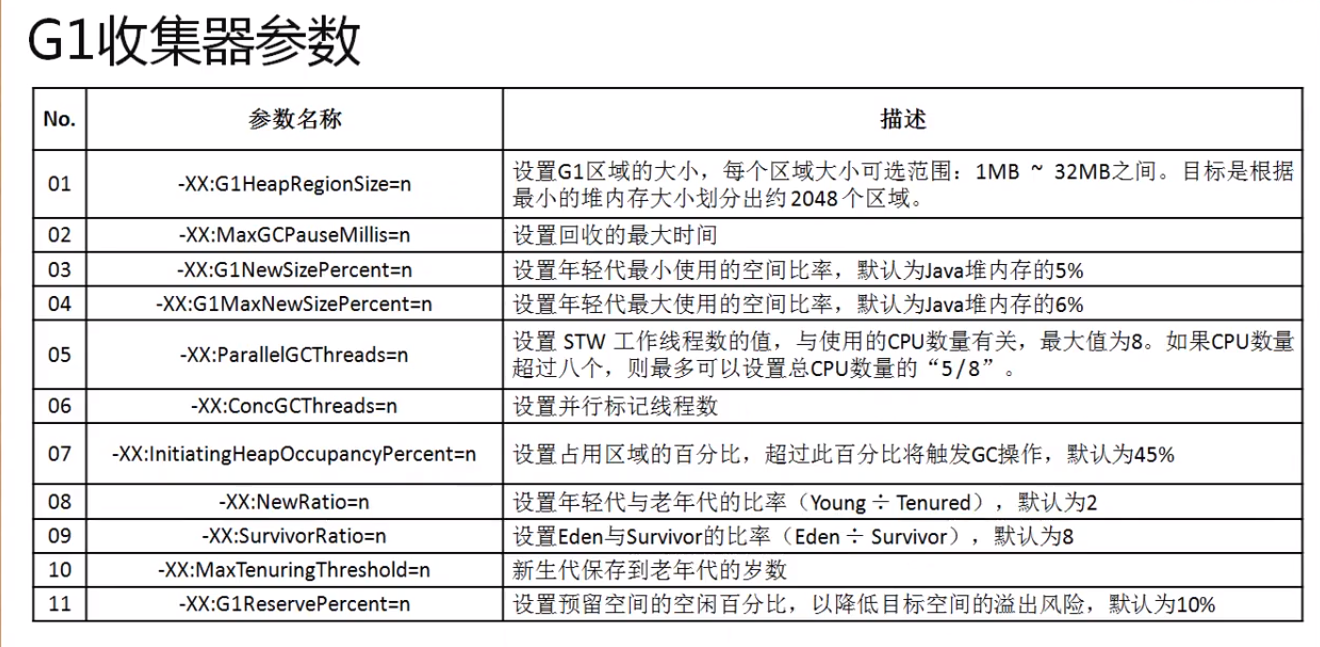 G1收集器参数
No. 参数名称 描述
01 -XX:G1HeapRegionSize=n 设置G1区域的大小，每个区域大小可选范围：1MB ~ 32MB之间。目标是根据
最小的堆内存大小划分出约2048个区域。
02 -XX:MaxGCPauseMillis=n 设置回收的最大时间
03 -XX:G1NewSizePercent=n 设置年轻代最小使用的空间比率，默认为Java堆内存的5%
04 -XX:G1MaxNewSizePercent=n 设置年轻代最大使用的空间比率，默认为Java堆内存的6%
05 -XX:ParallelGCThreads=n 设置 STW 工作线程数的值，与使用的CPU数量有关，最大值为8。如果CPU数量
超过八个，则最多可以设置总CPU数量的“5/8”。
06 -XX:ConcGCThreads=n 设置并行标记线程数
07 -XX:InitiatingHeapOccupancyPercent=n 设置占用区域的百分比，超过此百分比将触发GC操作，默认为45%
08 -XX:NewRatio=n 设置年轻代与老年代的比率（Young ÷ Tenured），默认为2
09 -XX:SurvivorRatio=n 设置Eden与Survivor的比率（Eden ÷ Survivor），默认为8
10 -XX:MaxTenuringThreshold=n 新生代保存到老年代的岁数
11 -XX:G1ReservePercent=n 设置预留空间的空闲百分比，以降低目标空间的溢出风险，默认为10%